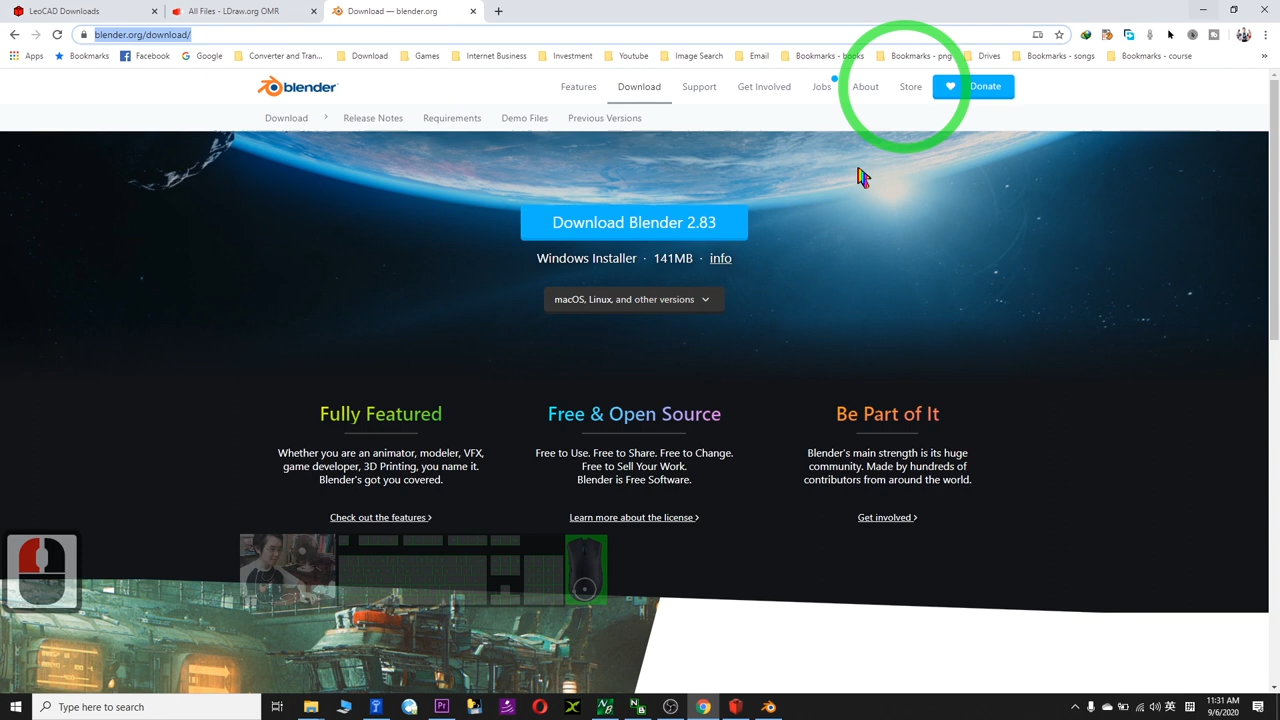 LeoCAD Downloads
All Files - LDraw.org OMR
Download — blender.org
blender.org/download/
Apps
Bookmarks
Facebook
Google
Converter and Tran...
Download
Games
Internet Business
Investment
Youtube
Image Search
Email
Bookmarks - books
Bookmarks - png
Drives
Bookmarks - songs
Bookmarks - course
blender
Features
Download
Support
Get Involved
Jobs
About
Store
Donate
Download
Release Notes
Requirements
Demo Files
Previous Versions
Download Blender 2.83
Windows Installer · 141MB · info
macOS, Linux, and other versions
Fully Featured
Whether you are an animator, modeler, VFX,
game developer, 3D Printing, you name it.
Blender's got you covered.
Check out the features
Free & Open Source
Free to Use. Free to Share. Free to Change.
Free to Sell Your Work.
Blender is Free Software.
Learn more about the license
Be Part of It
Blender's main strength is its huge
community. Made by hundreds of
contributors from around the world.
Get involved
Type here to search
Pr
英
11:31 AM
9/6/2020